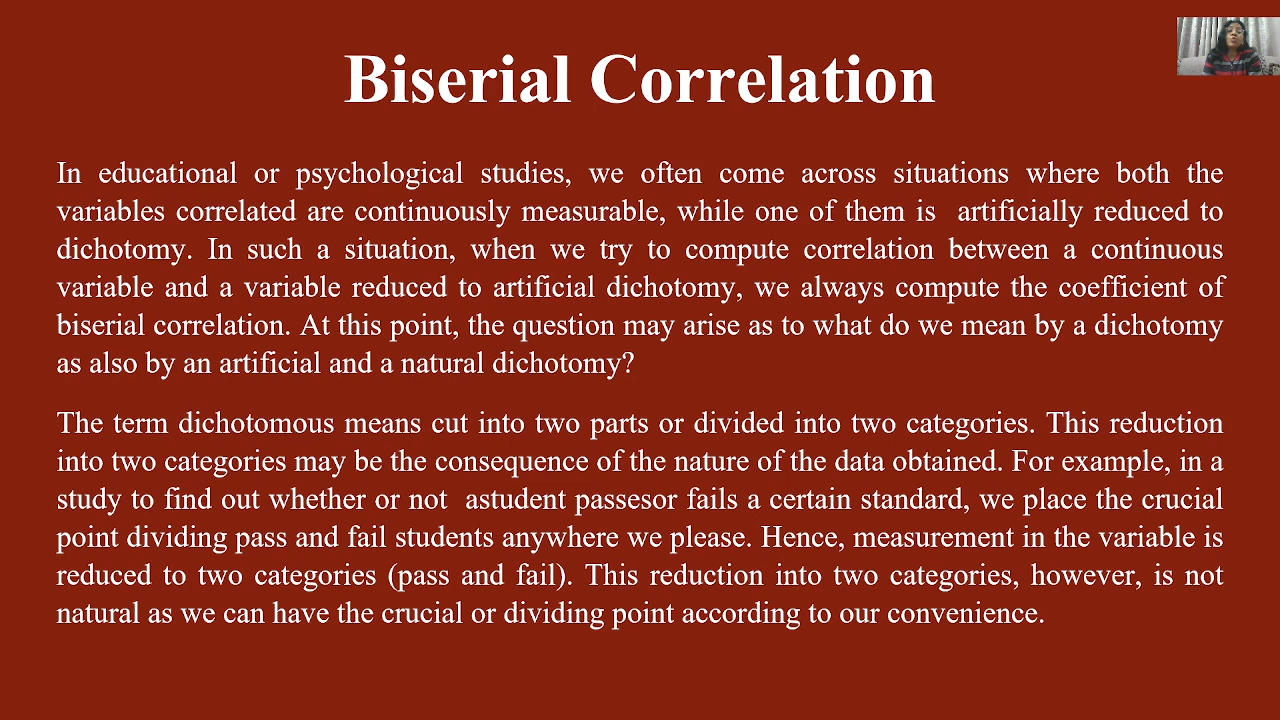 Biserial Correlation
In educational or psychological studies, we often come across situations where both the
variables correlated are continuously measurable, while one of them is artificially reduced to
dichotomy. In such a situation, when we try to compute correlation between a continuous
variable and a variable reduced to artificial dichotomy, we always compute the coefficient of
biserial correlation. At this point, the question may arise as to what do we mean by a dichotomy
as also by an artificial and a natural dichotomy?
The term dichotomous means cut into two parts or divided into two categories. This reduction
into two categories may be the consequence of the nature of the data obtained. For example, in a
study to find out whether or not astudent passesor fails a certain standard, we place the crucial
point dividing pass and fail students anywhere we please. Hence, measurement in the variable is
reduced to two categories (pass and fail). This reduction into two categories, however, is not
natural as we can have the crucial or dividing point according to our convenience.